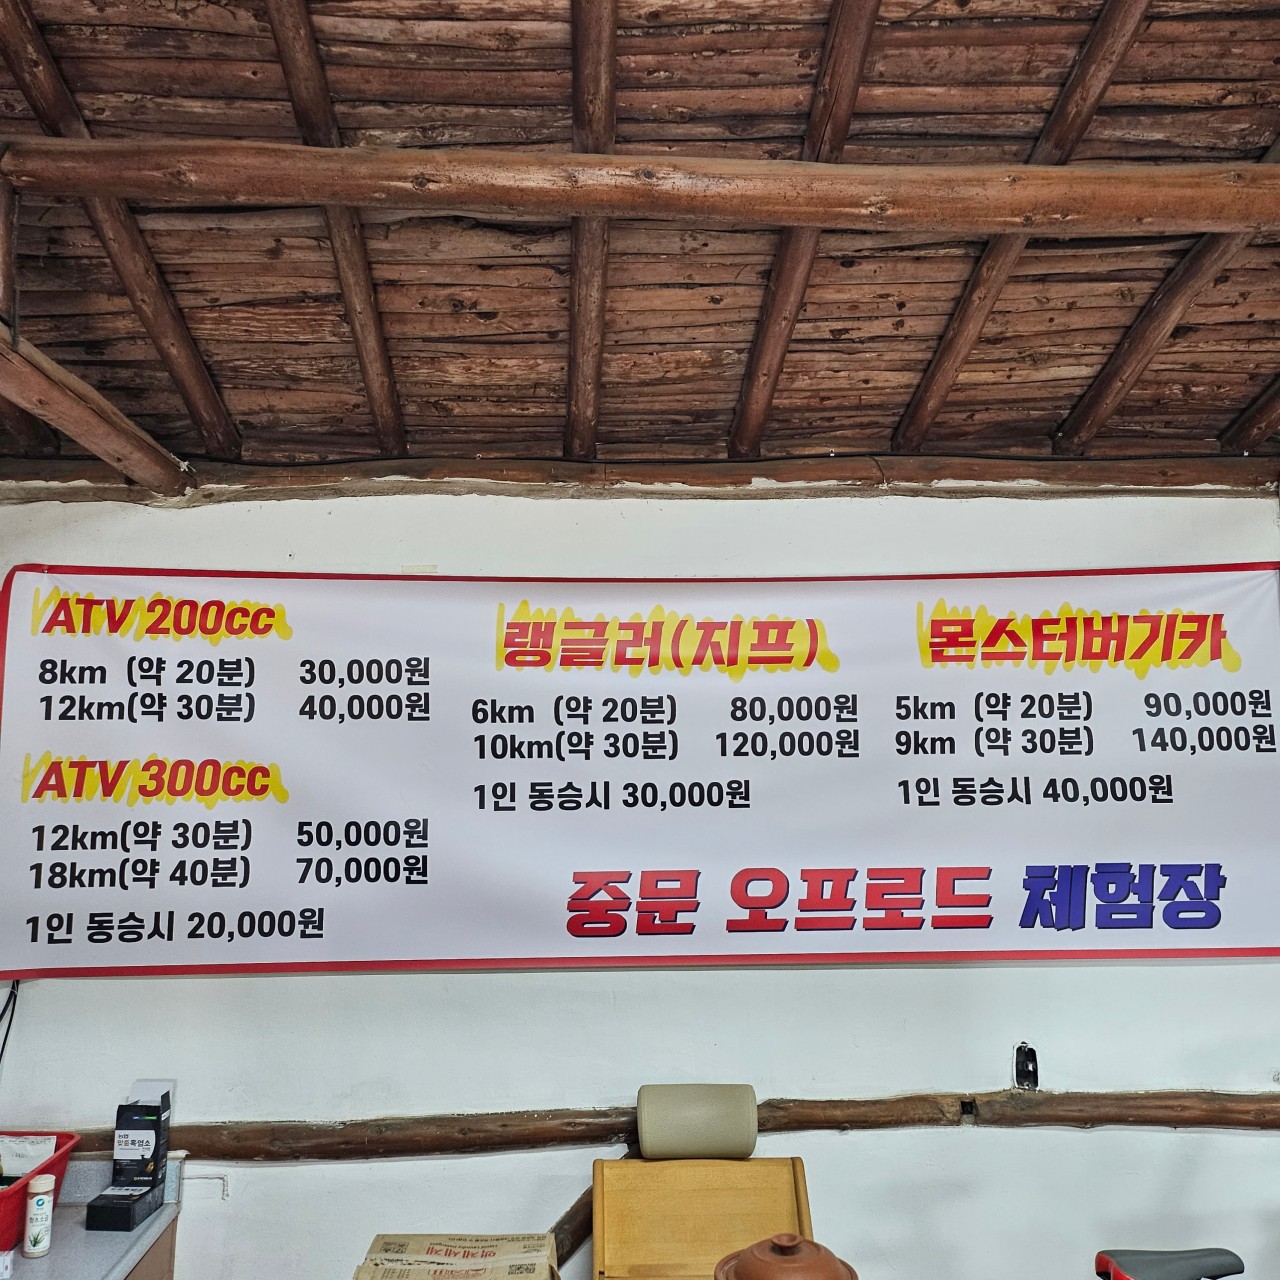 ATV 200cc
8km (약 20분) 30,000원
12km(약 30분) 40,000원
ATV 300cc
12km(약 30분) 50,000원
18km(약 40분) 70,000원
1인 동승시 20,000원
랭글러(지프)
6km (약 20분) 80,000원
10km(약 30분) 120,000원
1인 동승시 30,000원
몬스터버기카
5km (약 20분) 90,000원
9km (약 30분) 140,000원
1인 동승시 40,000원
중문 오프로드 체험장
흑염소
액체세제